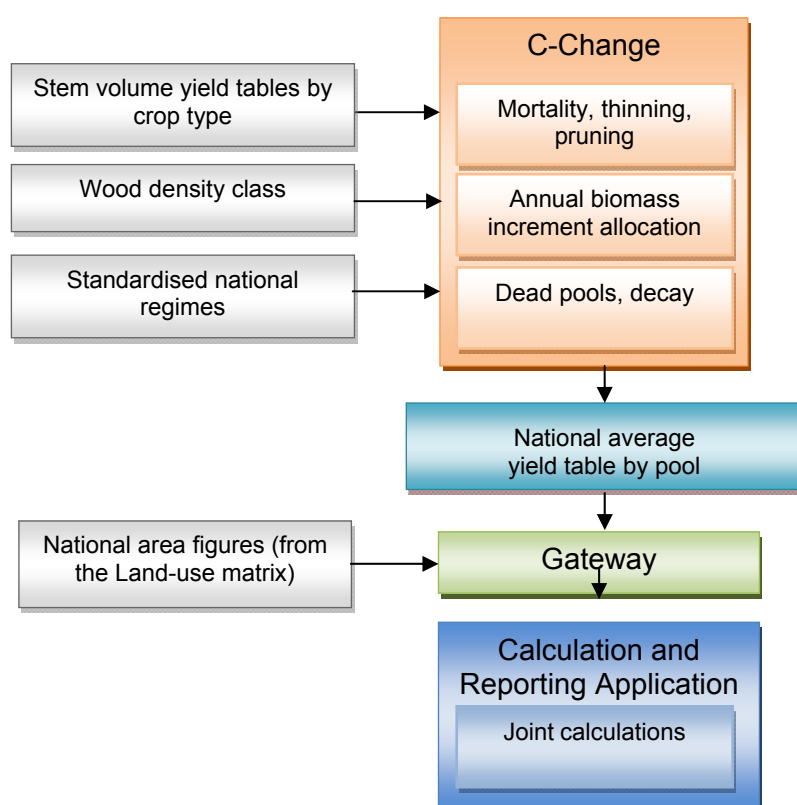 C-Change
Stem volume yield tables by
crop type
Mortality, thinning,
pruning
Wood density class
Annual biomass
increment allocation
Standardised national
regimes
Dead pools, decay
National average
yield table by pool
National area figures (from
the Land-use matrix)
Gateway
Calculation and
Reporting Application
Joint calculations